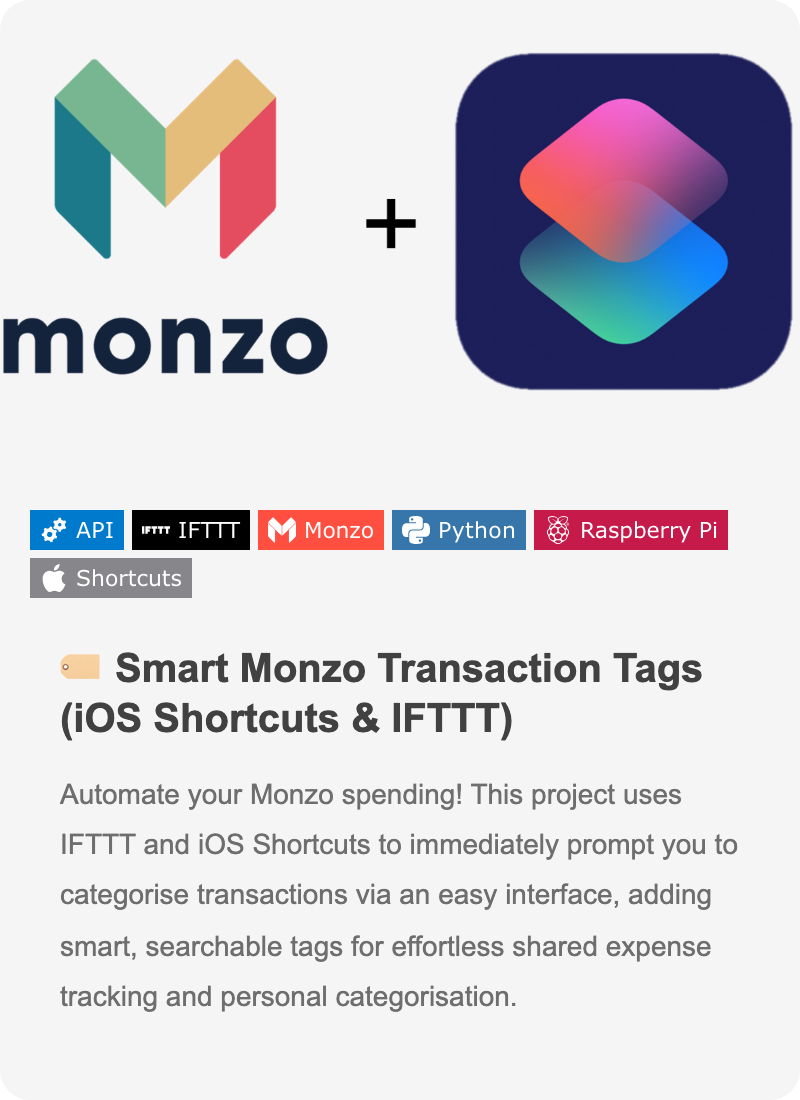 monzo
+
API IFTTT IFTTT Monzo Python Raspberry Pi
Shortcuts
Smart Monzo Transaction Tags
(iOS Shortcuts & IFTTT)
Automate your Monzo spending! This project uses
IFTTT and iOS Shortcuts to immediately prompt you to
categorise transactions via an easy interface, adding
smart, searchable tags for effortless shared expense
tracking and personal categorisation.